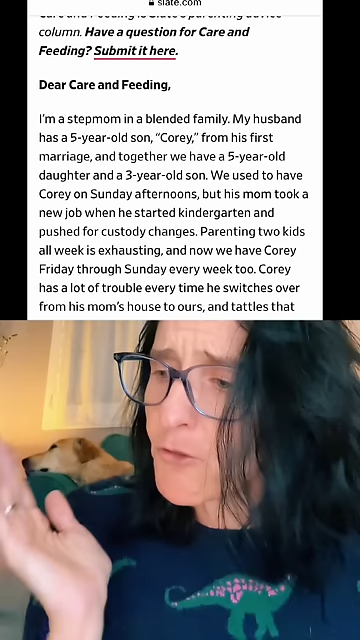 slate.com
Care and Feeding is Slate's parenting advice
column. Have a question for Care and
Feeding? Submit it here.
Dear Care and Feeding,
I'm a stepmom in a blended family. My husband
has a 5-year-old son, “Corey,” from his first
marriage, and together we have a 5-year-old
daughter and a 3-year-old son. We used to have
Corey on Sunday afternoons, but his mom took a
new job when he started kindergarten and
pushed for custody changes. Parenting two kids
all week is exhausting, and now we have Corey
Friday through Sunday every week too. Corey
has a lot of trouble every time he switches over
from his mom’s house to ours, and tattles that